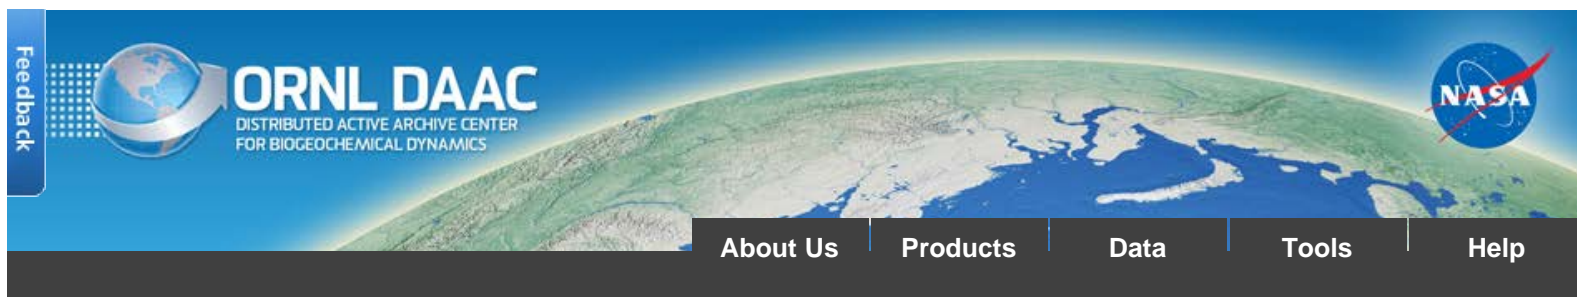 Feedback
ORNL DAAC
DISTRIBUTED ACTIVE ARCHIVE CENTER
FOR BIOGEOCHEMICAL DYNAMICS
NASA
About Us Products Data Tools Help